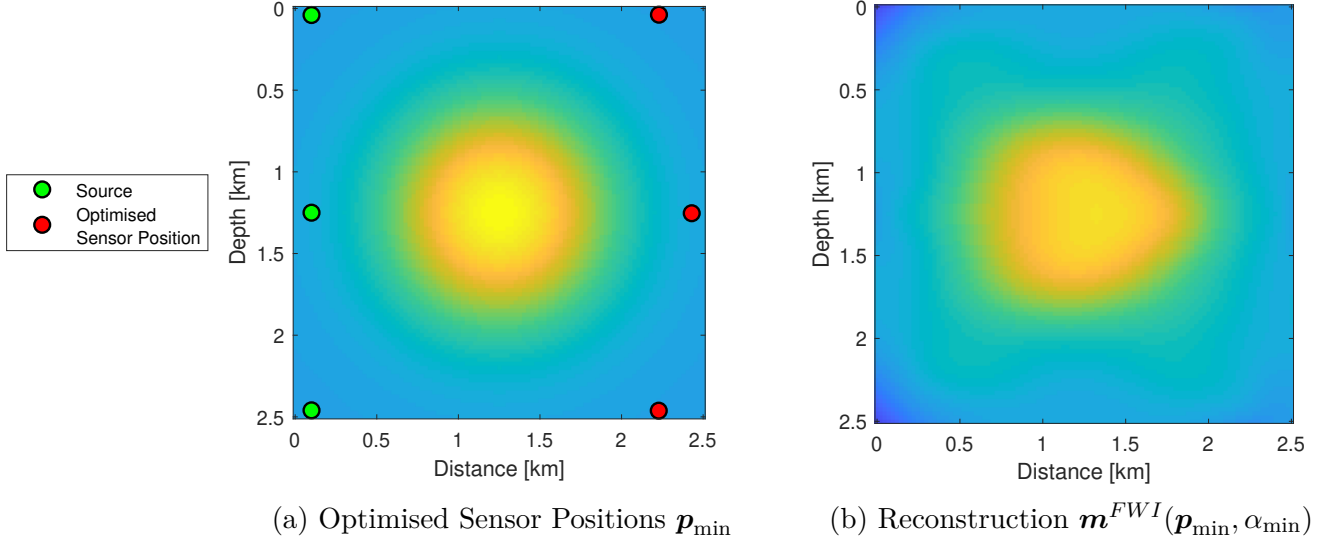 Source
Optimised
Sensor Position
0
0.5
1
1.5
2
2.5
Depth [km]
0
0.5
1
1.5
2
2.5
Distance [km]
(a) Optimised Sensor Positions p_min
0
0.5
1
1.5
2
2.5
Depth [km]
0
0.5
1
1.5
2
2.5
Distance [km]
(b) Reconstruction m^{FWI}(p_min, α_min)